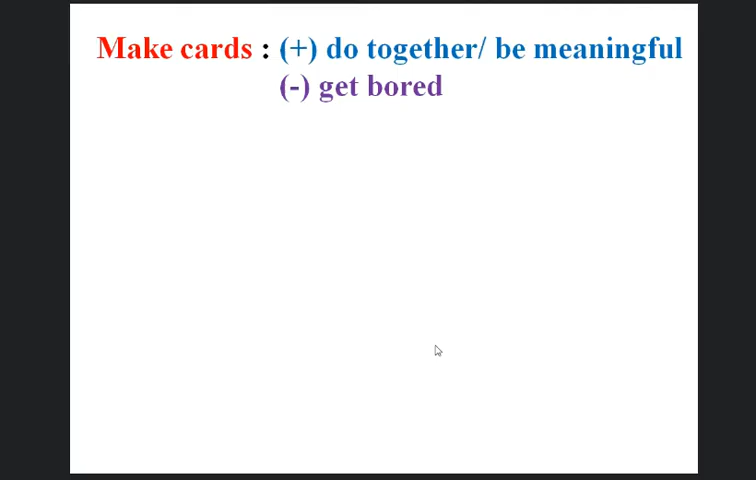 Make cards : (+) do together/ be meaningful
(-) get bored